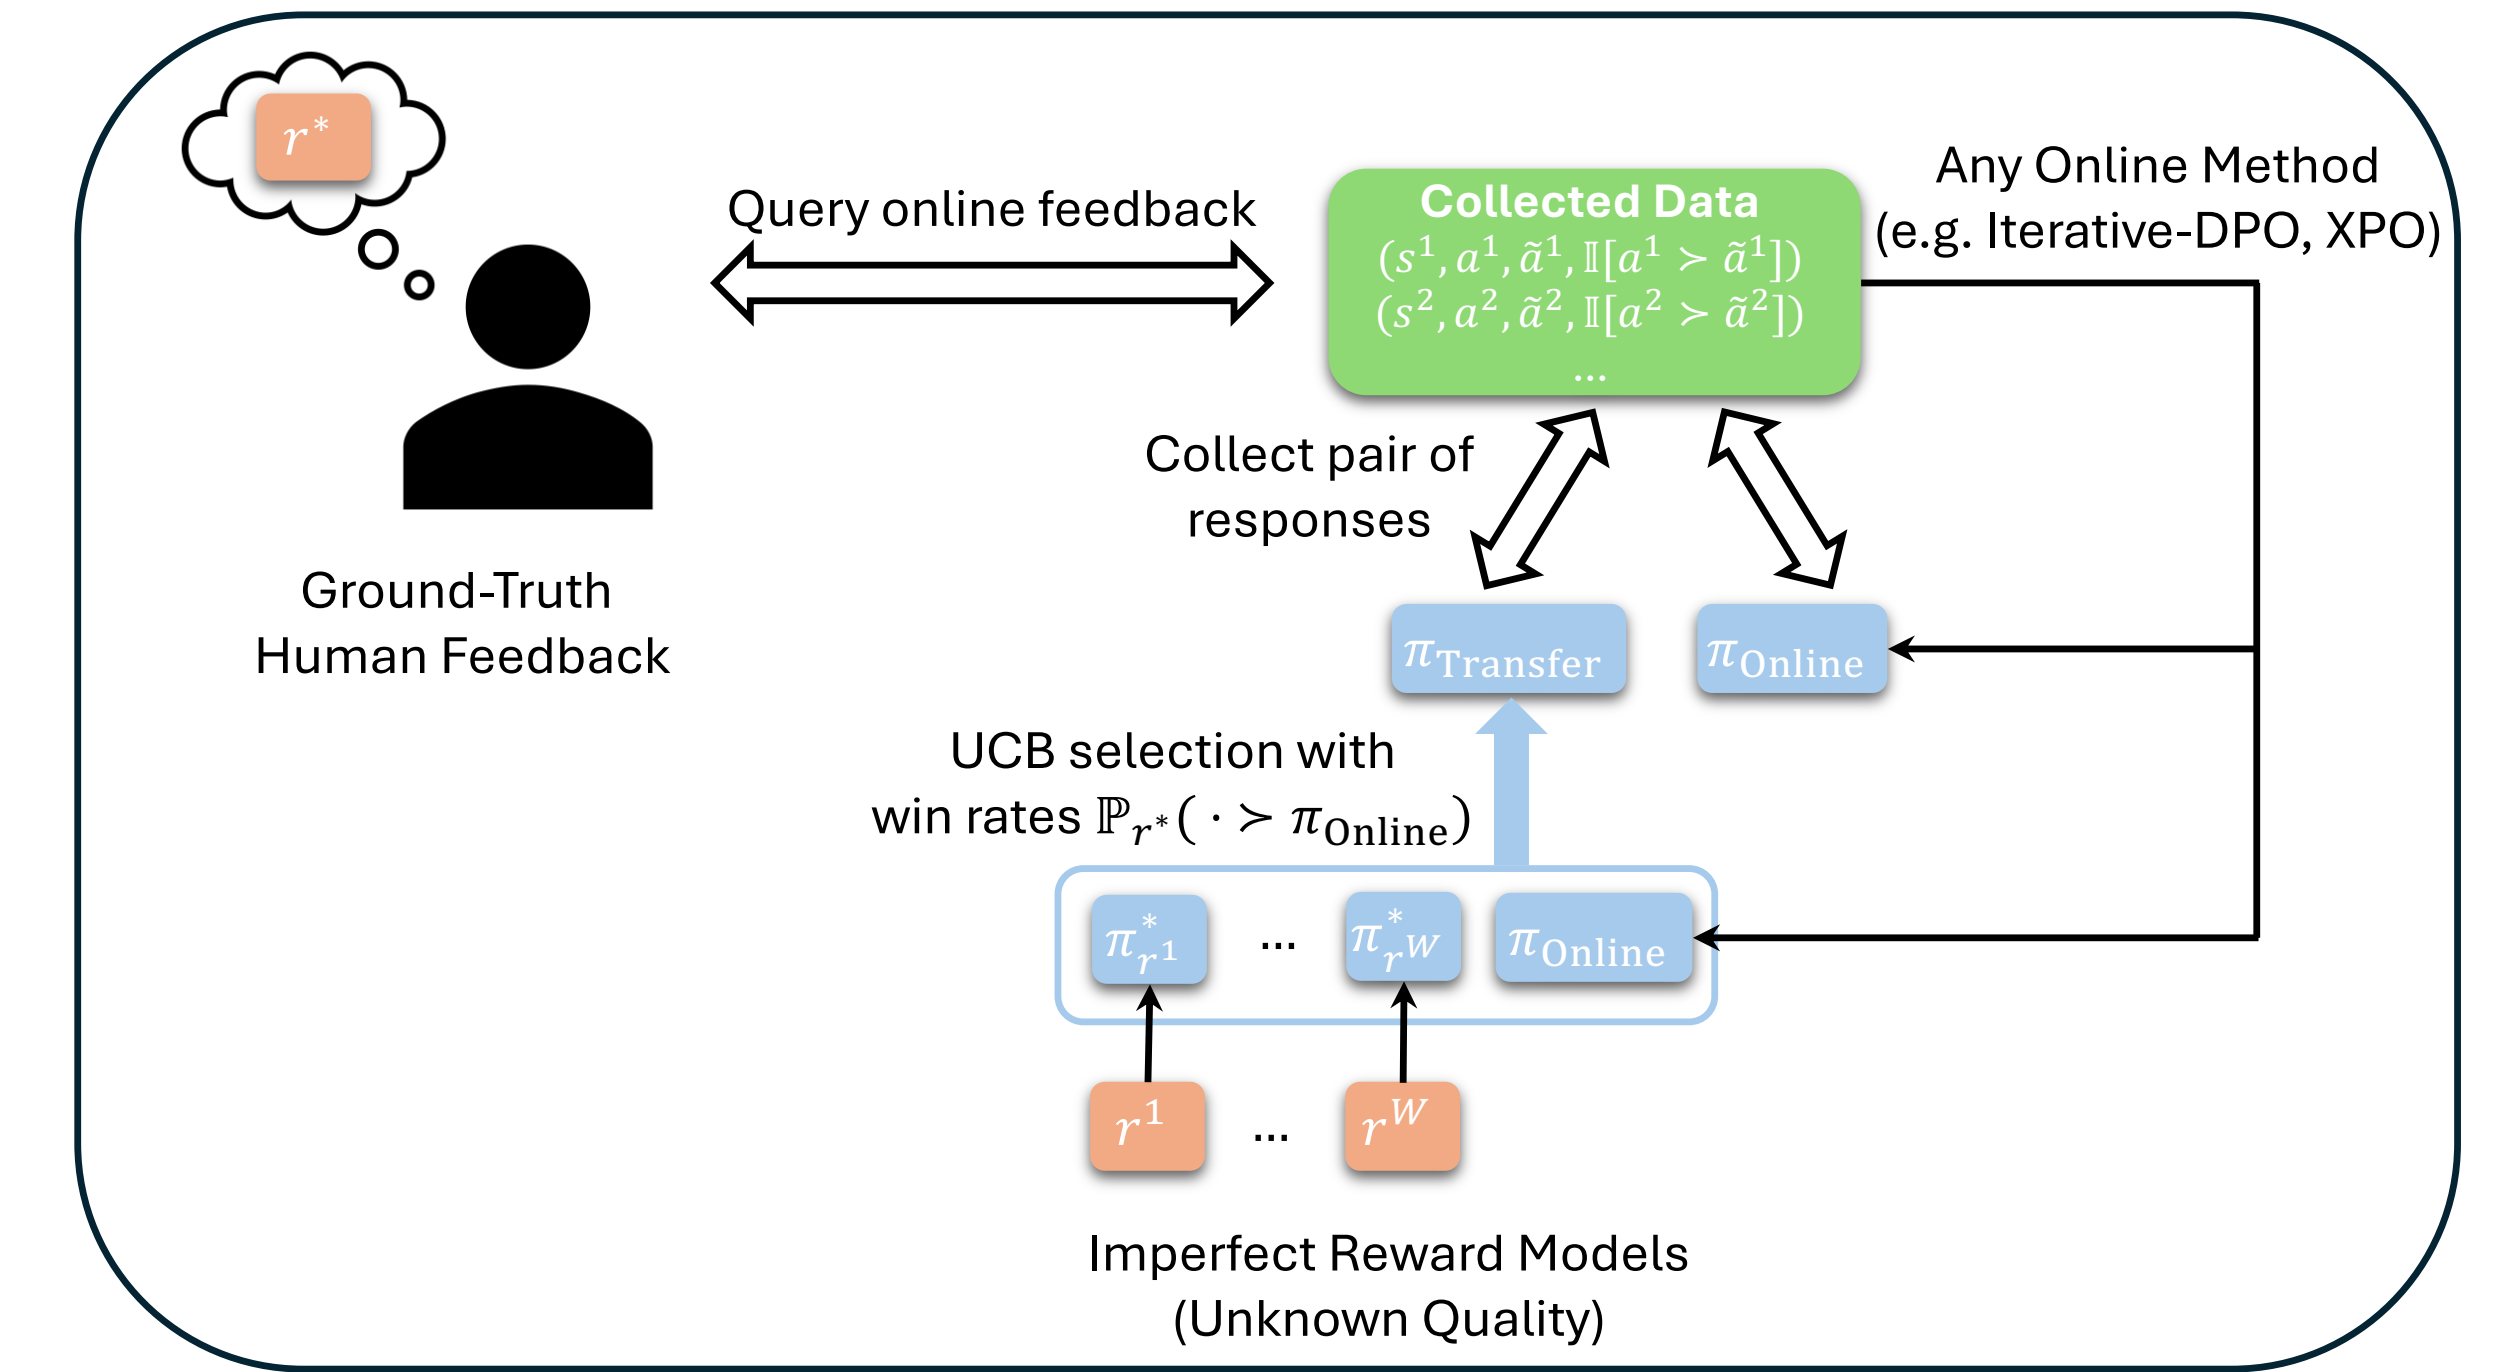 r*
Query online feedback
Collected Data
(s¹, a¹, ã¹, 𝕀[a¹ ≻ ã¹])
(s², a², ã², 𝕀[a² ≻ ã²])
...
Any Online Method
(e.g. Iterative-DPO, XPO)
Ground-Truth
Human Feedback
Collect pair of
responses
π_Transfer
π_Online
UCB selection with
win rates ℙ_{r*}( · ≻ π_Online)
π*_{r¹}
...
π*_{r^W}
π_Online
r¹
...
r^W
Imperfect Reward Models
(Unknown Quality)